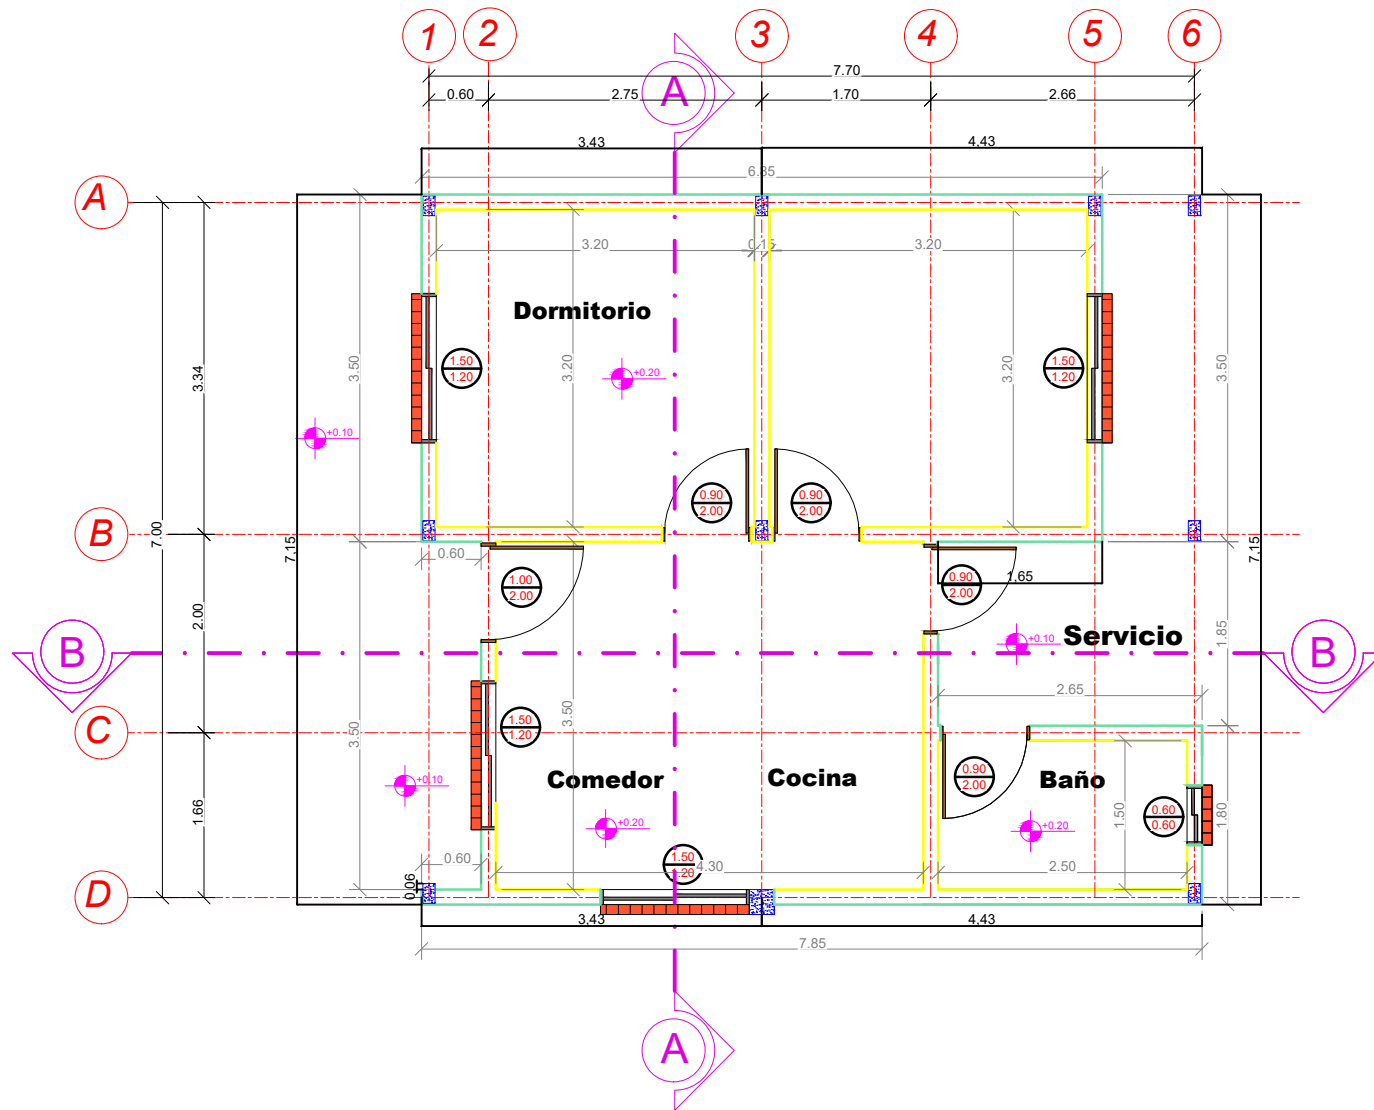 1 2 3 4 5 6
7.70
0.60 2.75 A 1.70 2.66
3,43 4,43
6.85
A
3.20 0.15 3.20
Dormitorio
3.50 3.34 3.20 3.20 3.50
1.50
1.20
1.50
1.20
+0.20
+0.10
0.90
2.00
0.90
2.00
B
7.00 7,15 7,15
0.60
1.00
2.00
0.90
2.00
1,65
2.00 1.85
Servicio
+0.10
B B
2.65
3.50 3.50
C
1.50
1.20
Comedor Cocina Baño
0.90
2.00
+0.10
1.66 1.50 1.80
0.60
0.60
+0.20 +0.20
0.60
1.50
1.20
4.30 2.50
0,06
D
3,43 4,43
7.85
A